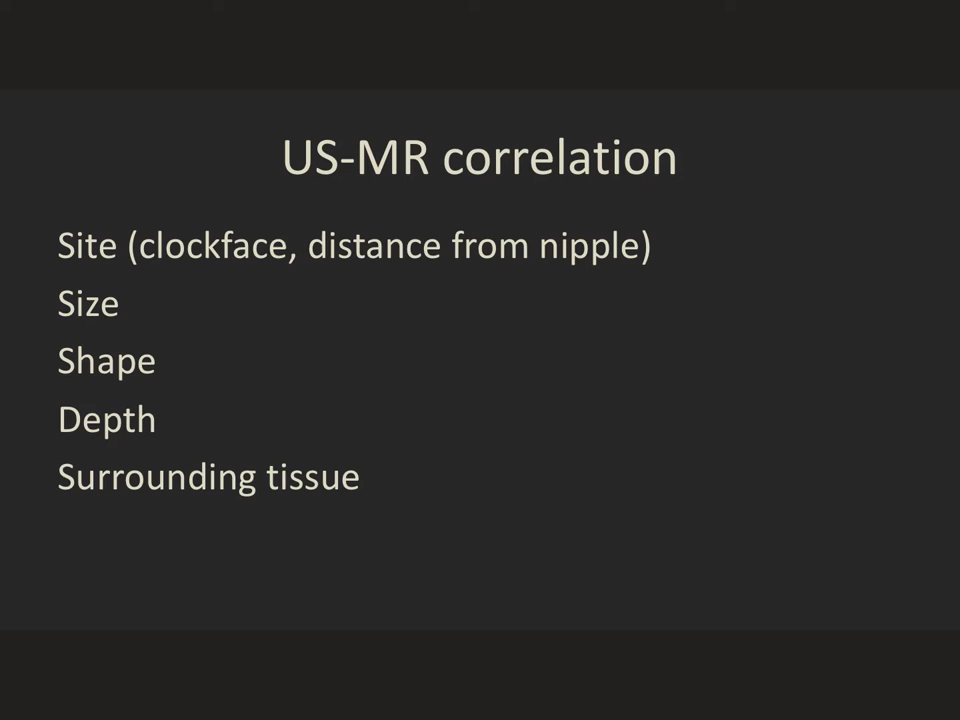 US-MR correlation
Site (clockface, distance from nipple)
Size
Shape
Depth
Surrounding tissue